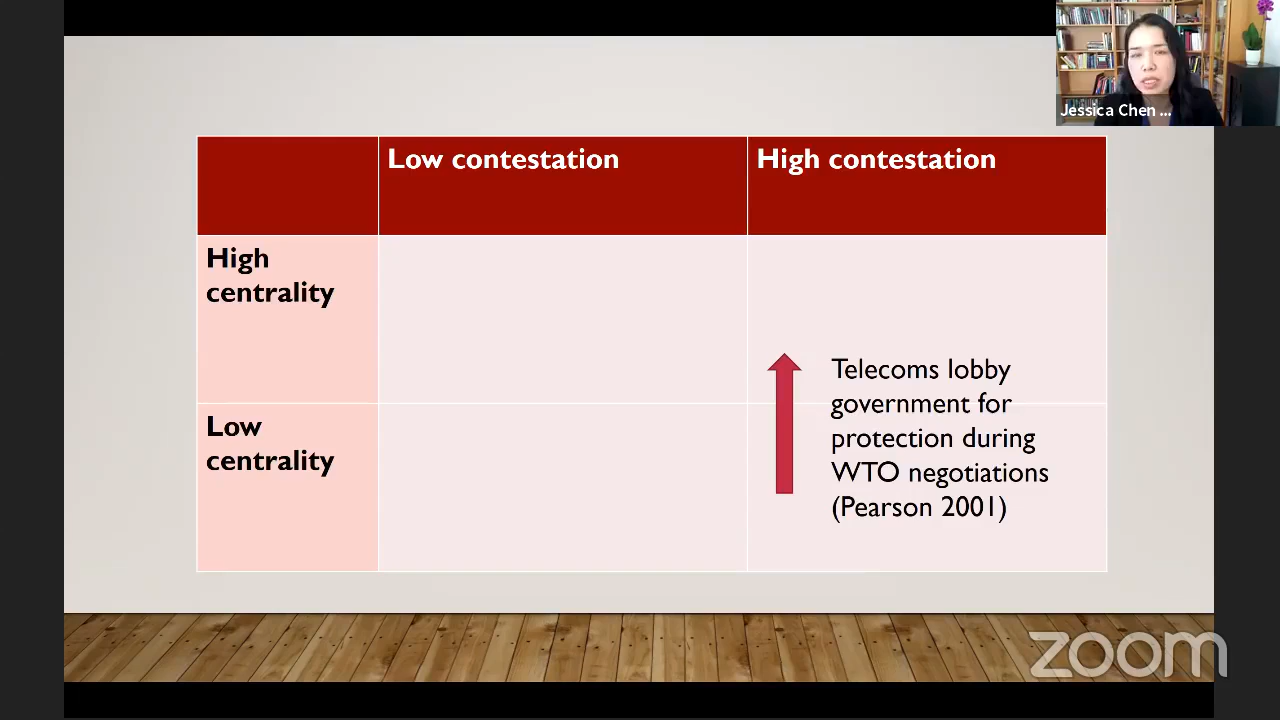 Jessica Chen ...
Low contestation
High contestation
High
centrality
Telecoms lobby
government for
protection during
WTO negotiations
(Pearson 2001)
Low
centrality
zoom